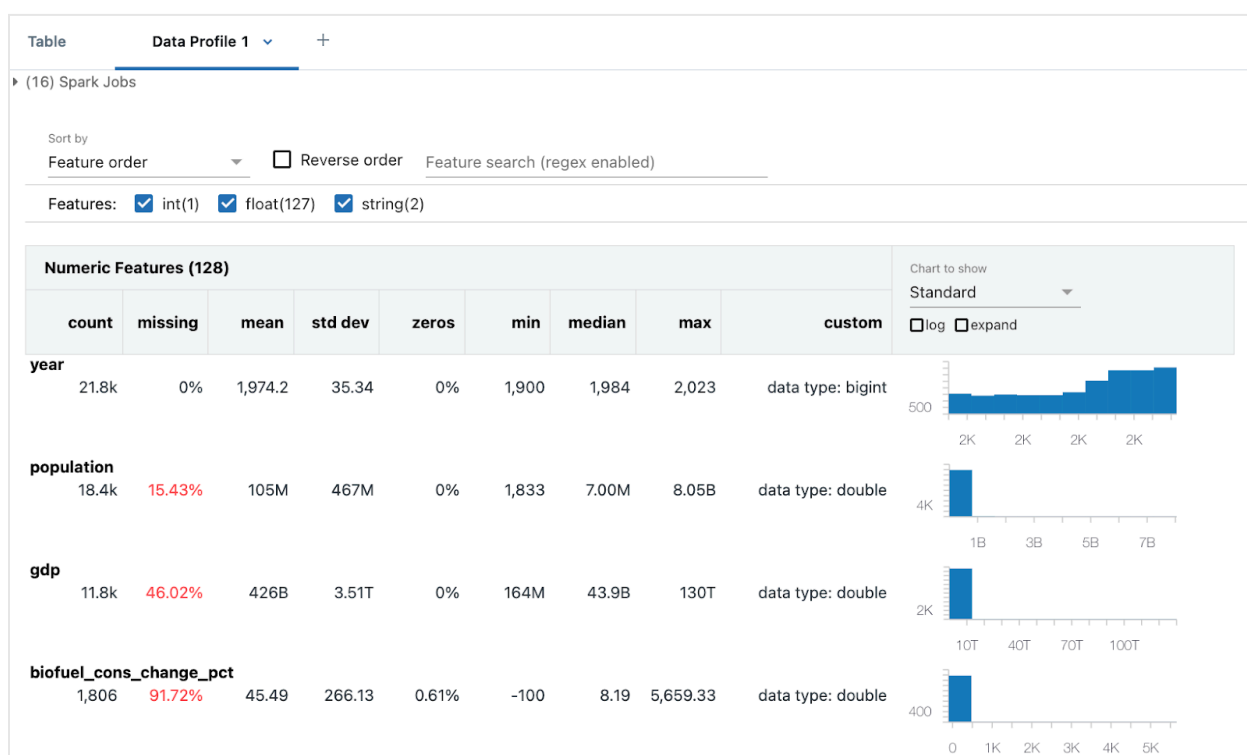 Table Data Profile 1 +
(16) Spark Jobs
Sort by
Feature order Reverse order Feature search (regex enabled)
Features: int(1) float(127) string(2)
Numeric Features (128) Chart to show
Standard
count missing mean std dev zeros min median max custom log expand
year
21.8k 0% 1,974.2 35.34 0% 1,900 1,984 2,023 data type: bigint 500
2K 2K 2K 2K
population
18.4k 15.43% 105M 467M 0% 1,833 7.00M 8.05B data type: double 4K
1B 3B 5B 7B
gdp
11.8k 46.02% 426B 3.51T 0% 164M 43.9B 130T data type: double 2K
10T 40T 70T 100T
biofuel_cons_change_pct
1,806 91.72% 45.49 266.13 0.61% -100 8.19 5,659.33 data type: double 400
0 1K 2K 3K 4K 5K